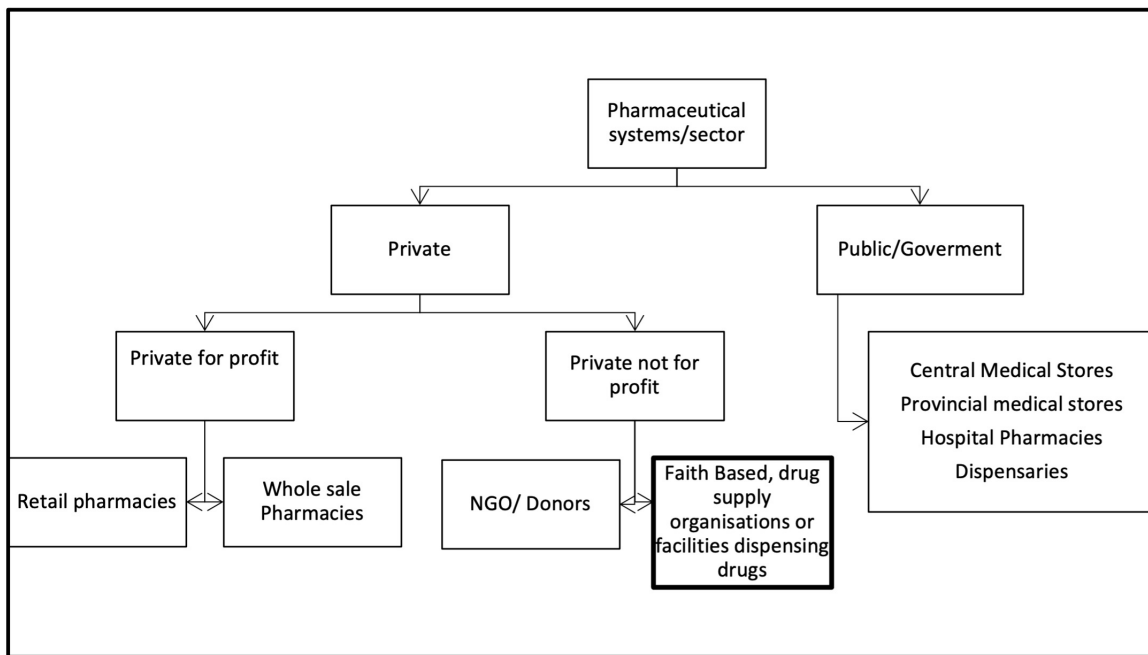 Pharmaceutical
systems/sector
Private
Public/Goverment
Private for profit
Private not for
profit
Central Medical Stores
Provincial medical stores
Hospital Pharmacies
Dispensaries
Retail pharmacies
Whole sale
Pharmacies
NGO/ Donors
Faith Based, drug
supply
organisations or
facilities dispensing
drugs